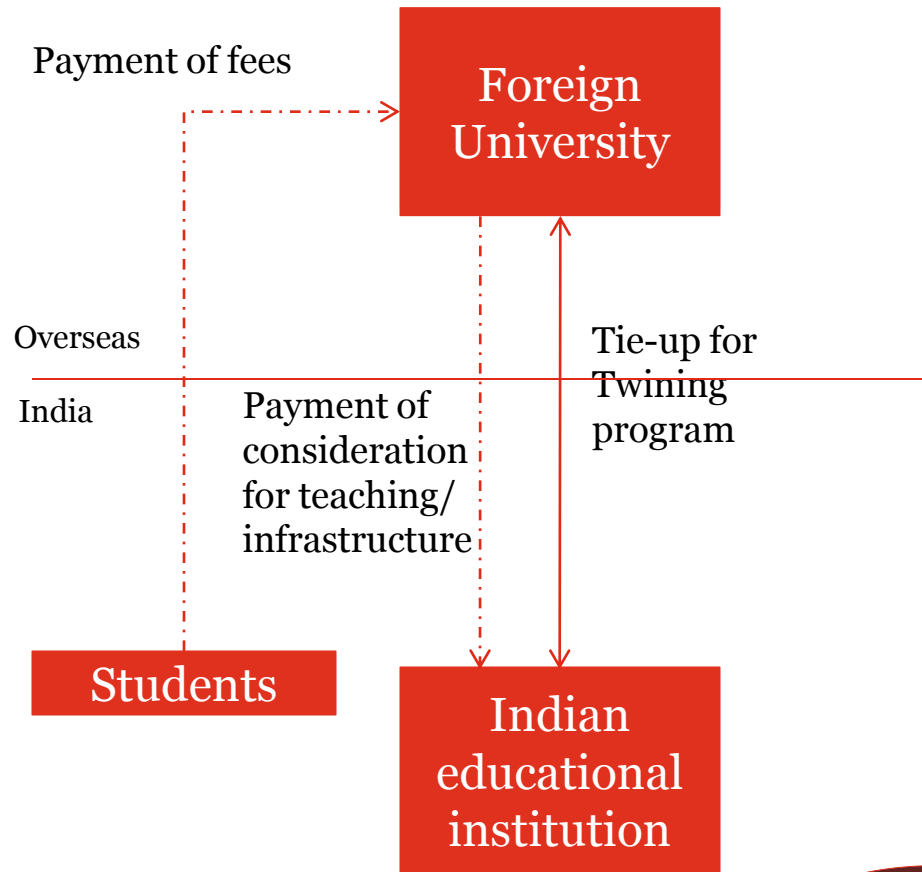 Payment of fees
Foreign
University
Overseas
India
Tie-up for
Twining
program
Payment of
consideration
for teaching/
infrastructure
Students
Indian
educational
institution